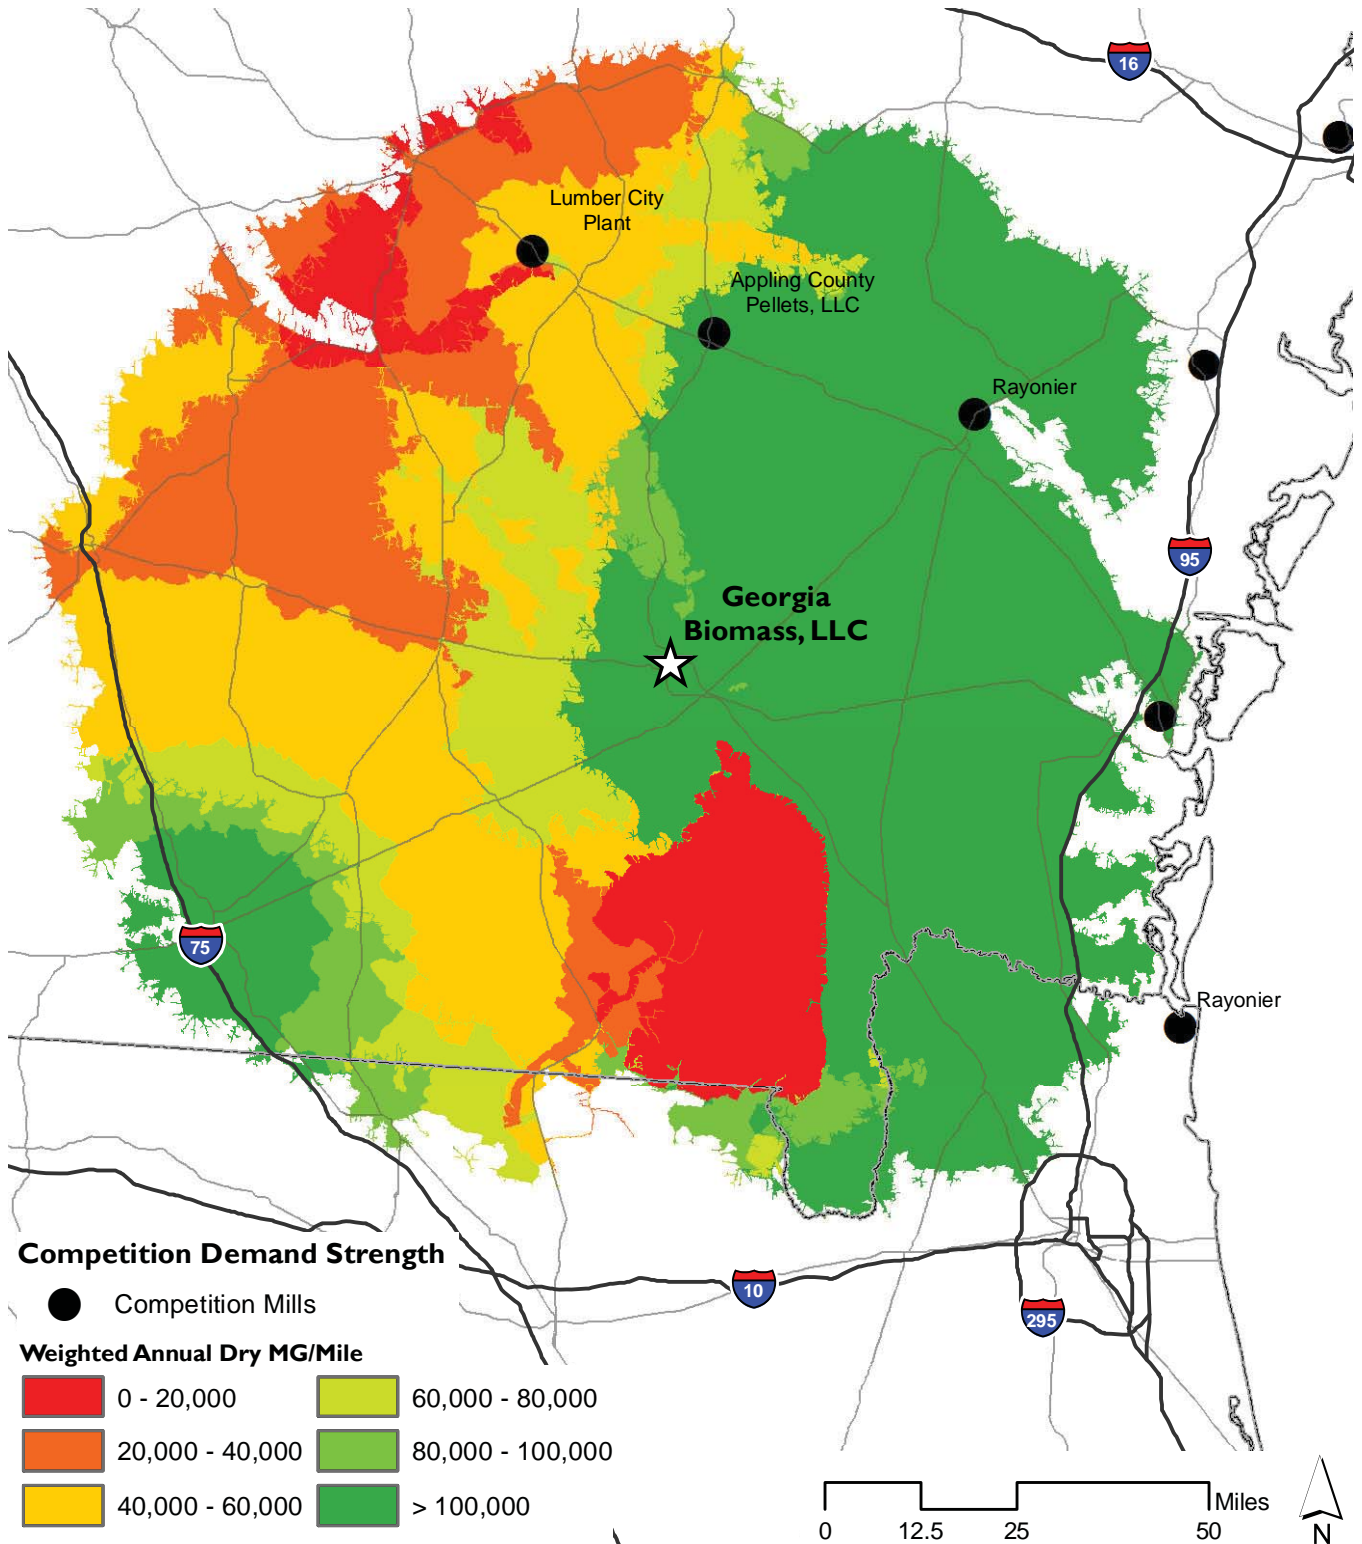 16
Lumber City
Plant
Appling County
Pellets, LLC
Rayonier
95
Georgia
Biomass, LLC
75
Rayonier
10
295
Competition Demand Strength
Competition Mills
Weighted Annual Dry MG/Mile
0 - 20,000
20,000 - 40,000
40,000 - 60,000
60,000 - 80,000
80,000 - 100,000
> 100,000
Miles
0 12.5 25 50
N